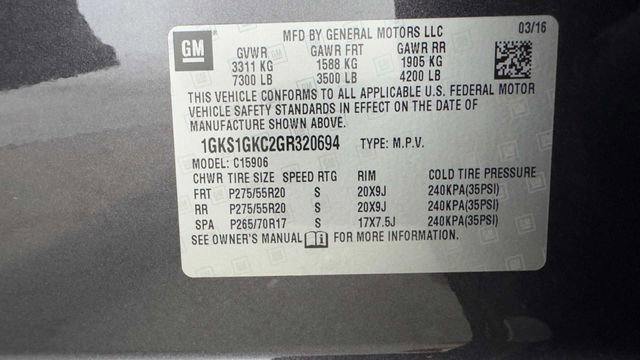 GM
MFD BY GENERAL MOTORS LLC 03/16
GVWR GAWR FRT GAWR RR
3311 KG 1588 KG 1905 KG
7300 LB 3500 LB 4200 LB
THIS VEHICLE CONFORMS TO ALL APPLICABLE U.S. FEDERAL MOTOR
VEHICLE SAFETY STANDARDS IN EFFECT ON THE DATE OF
MANUFACTURE SHOWN ABOVE.
1GKS1GKC2GR320694 TYPE: M.P.V.
MODEL: C15906
CHWR TIRE SIZE SPEED RTG RIM COLD TIRE PRESSURE
FRT P275/55R20 S 20X9J 240KPA(35PSI)
RR P275/55R20 S 20X9J 240KPA(35PSI)
SPA P265/70R17 S 17X7.5J 240KPA(35PSI)
SEE OWNER'S MANUAL FOR MORE INFORMATION.